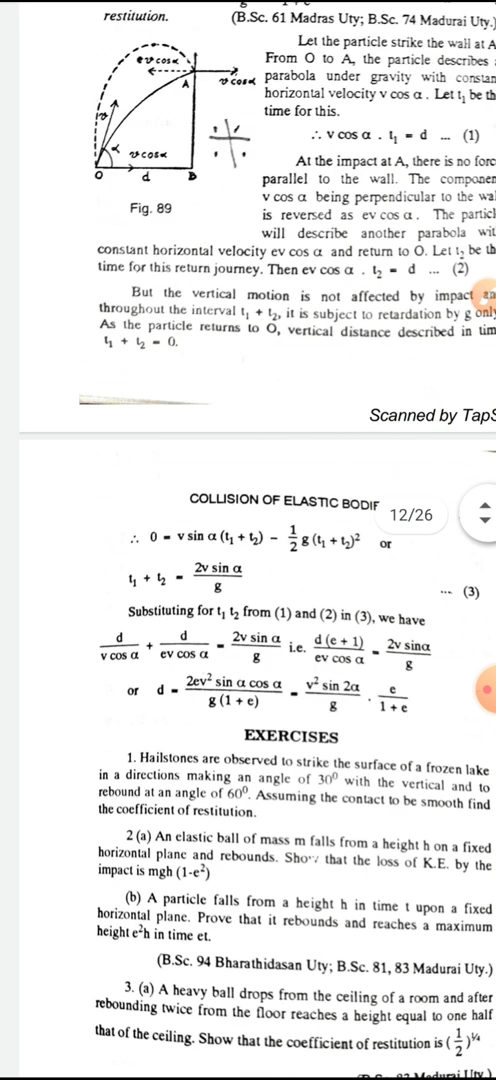 restitution.
(B.Sc. 61 Madras Uty; B.Sc. 74 Madurai Uty.)
Let the particle strike the wall at A
From O to A, the particle describes
parabola under gravity with constan
horizontal velocity v cos α . Let t₁ be th
time for this.
∴ v cos α . t₁ = d ... (1)
At the impact at A, there is no forc
parallel to the wall. The componen
v cos α being perpendicular to the wal
is reversed as ev cos α. The particl
will describe another parabola wit
ev cosα
A
v cosα
v
α
v cosα
O d B
Fig. 89
constant horizontal velocity ev cos α and return to O. Let t₂ be th
time for this return journey. Then ev cos α . t₂ = d ... (2)
But the vertical motion is not affected by impact an
throughout the interval t₁ + t₂, it is subject to retardation by g only
As the particle returns to O, vertical distance described in tim
t₁ + t₂ = 0.
Scanned by TapS
COLLISION OF ELASTIC BODIE
12/26
∴ 0 = v sin α (t₁ + t₂) - 1/2 g (t₁ + t₂)² or
t₁ + t₂ = 2v sin α / g ... (3)
Substituting for t₁ t₂ from (1) and (2) in (3), we have
d / v cos α + d / ev cos α = 2v sin α / g i.e. d (e + 1) / ev cos α = 2v sinα / g
or d = 2ev² sin α cos α / g (1 + e) = v² sin 2α / g . e / 1 + e
EXERCISES
1. Hailstones are observed to strike the surface of a frozen lake
in a directions making an angle of 30⁰ with the vertical and to
rebound at an angle of 60⁰. Assuming the contact to be smooth find
the coefficient of restitution.
2 (a) An elastic ball of mass m falls from a height h on a fixed
horizontal plane and rebounds. Show that the loss of K.E. by the
impact is mgh (1-e²)
(b) A particle falls from a height h in time t upon a fixed
horizontal plane. Prove that it rebounds and reaches a maximum
height e²h in time et.
(B.Sc. 94 Bharathidasan Uty; B.Sc. 81, 83 Madurai Uty.)
3. (a) A heavy ball drops from the ceiling of a room and after
rebounding twice from the floor reaches a height equal to one half
that of the ceiling. Show that the coefficient of restitution is (1/2)^¼
Madurai Uty.)